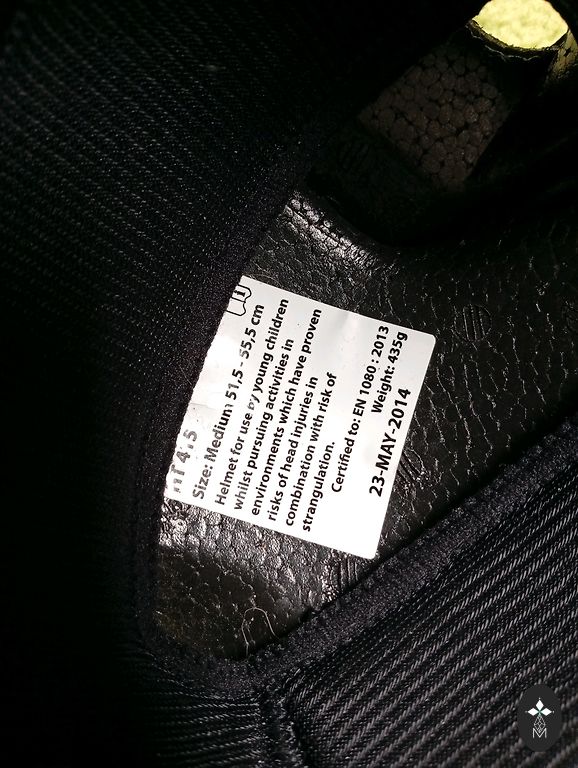 4.5
Size: Medium 51,5 - 55,5 cm
Helmet for use by young children
whilst pursuing activities in
environments which have proven
risks of head injuries in
combination with risk of
strangulation.
Certified to: EN 1080 : 2013
Weight: 435g
23-MAY-2014
M